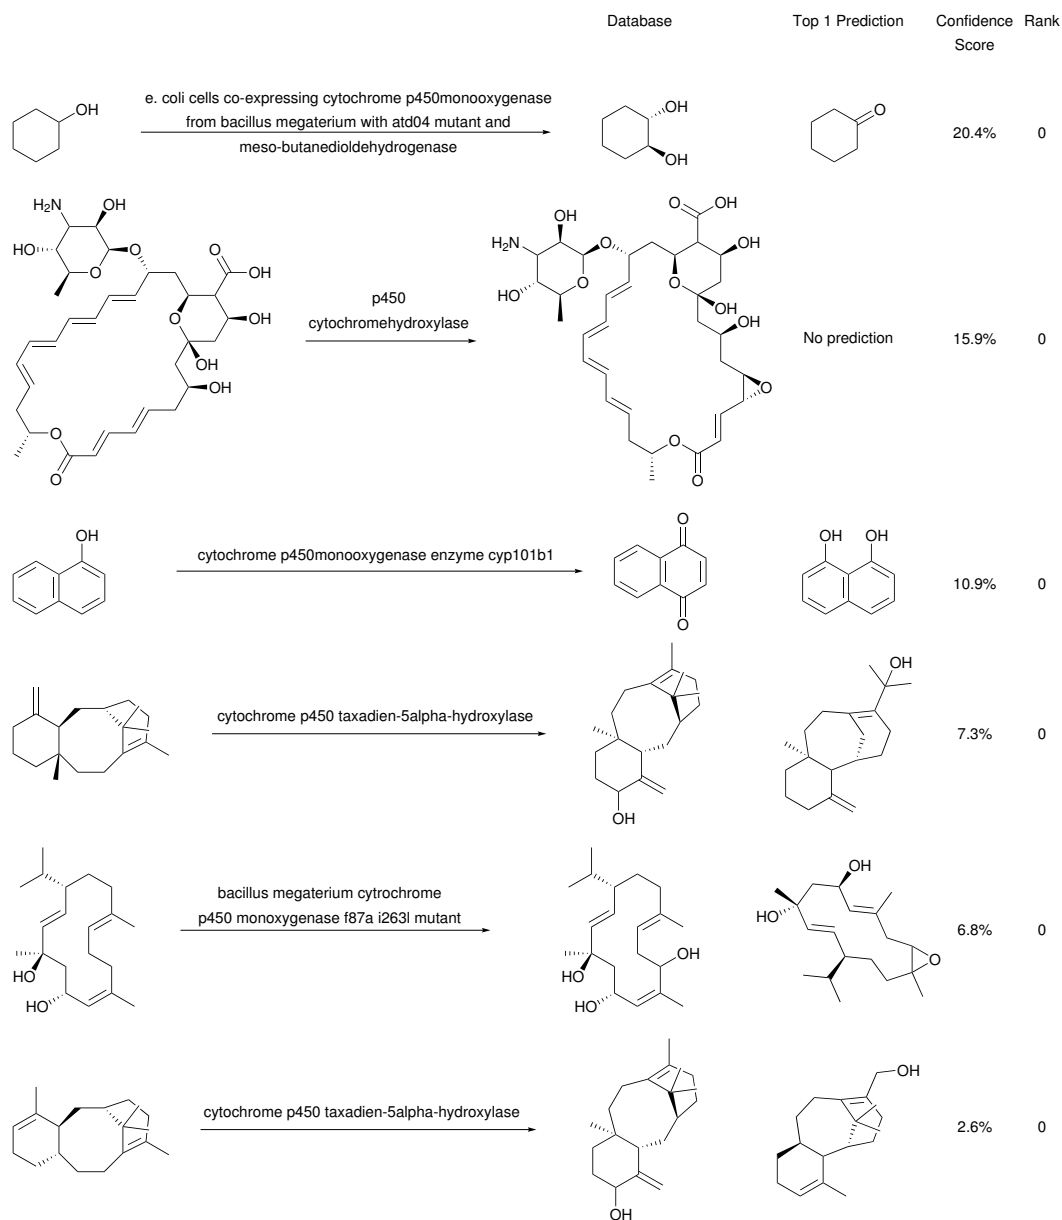 Database
Top 1 Prediction
Confidence Score
Rank
OH
e. coli cells co-expressing cytochrome p450monooxygenase
from bacillus megaterium with atd04 mutant and
meso-butanedioldehydrogenase
OH
OH
O
20.4%
0
H2N
OH
HO
O
O
O
OH
O
OH
OH
OH
O
O
p450
cytochromehydroxylase
OH
O
OH
H2N
O
HO
O
O
OH
OH
OH
O
O
O
No prediction
15.9%
0
OH
cytochrome p450monooxygenase enzyme cyp101b1
O
O
OH
OH
10.9%
0
cytochrome p450 taxadien-5alpha-hydroxylase
OH
OH
7.3%
0
HO
HO
bacillus megaterium cytrochrome
p450 monoxygenase f87a i263l mutant
HO
HO
OH
OH
HO
O
6.8%
0
cytochrome p450 taxadien-5alpha-hydroxylase
OH
OH
2.6%
0